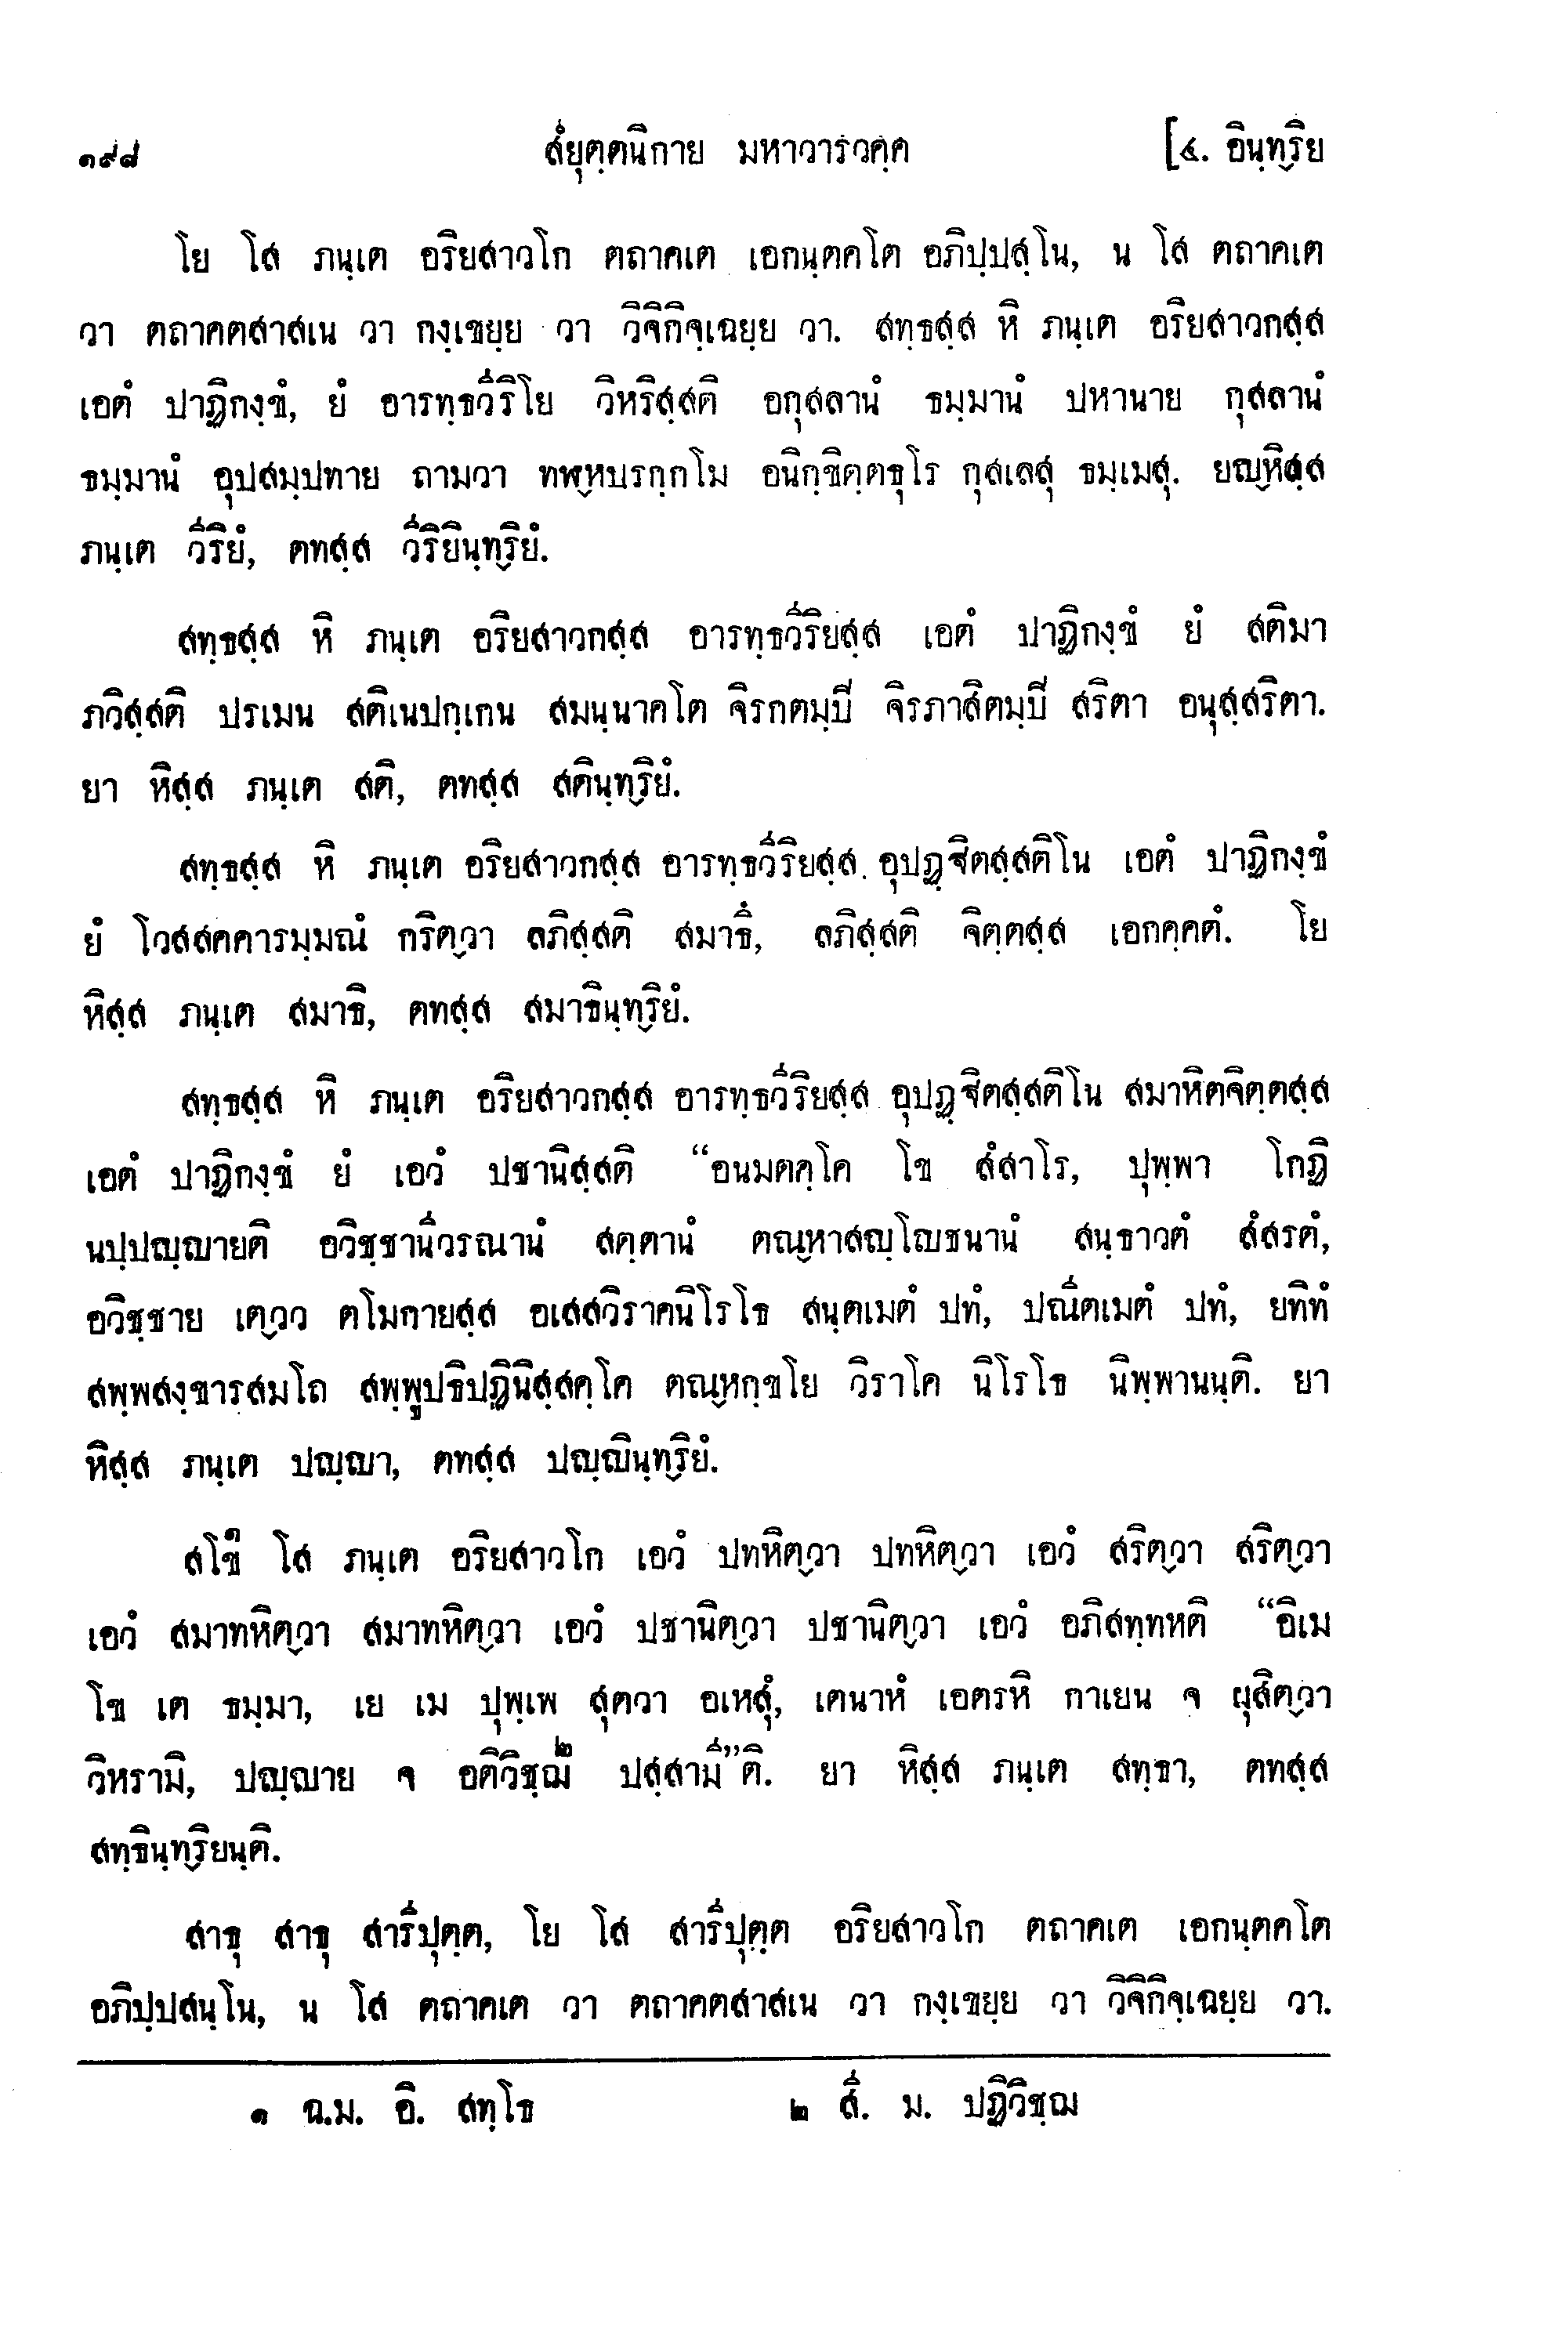 ๑๙๘ สํยุตฺตนิกาย มหาวารวคฺค [๔. อินฺทฺริย
โย โส ภนฺเต อริยสาวโก ตถาคเต เอกนฺตคโต อภิปฺปสฺโน, น โส ตถาคเต
วา ตถาคตสาสเน วา กงฺเขยฺย วา วิจิกิจฺเฉยฺย วา. สทฺธสฺส หิ ภนฺเต อริยสาวกสฺส
เอตํ ปาฏิกงฺขํ, ยํ อารทฺธวีริโย วิหริสฺสติ อกุสลานํ ธมฺมานํ ปหานาย กุสลานํ
ธมฺมานํ อุปสมฺปทาย ถามวา ทฬฺหปรกฺกโม อนิกฺขิตฺตธุโร กุสเลสุ ธมฺเมสุ. ยญฺหิสฺส
ภนฺเต วีริยํ, ตทสฺส วีริยินฺทฺริยํ.
สทฺธสฺส หิ ภนฺเต อริยสาวกสฺส อารทฺธวีริยสฺส เอตํ ปาฏิกงฺขํ ยํ สติมา
ภวิสฺสติ ปรเมน สติเนปกฺเกน สมนฺนาคโต จิรกตมฺปิ จิรภาสิตมฺปิ สริตา อนุสฺสริตา.
ยา หิสฺส ภนฺเต สติ, ตทสฺส สตินฺทฺริยํ.
สทฺธสฺส หิ ภนฺเต อริยสาวกสฺส อารทฺธวีริยสฺส อุปฏฺฐิตสฺสติโน เอตํ ปาฏิกงฺขํ
ยํ โวสฺสคฺคารมฺมณํ กริตฺวา ลภิสฺสติ สมาธึ, ลภิสฺสติ จิตฺตสฺส เอกคฺคตํ. โย
หิสฺส ภนฺเต สมาธิ, ตทสฺส สมาธินฺทฺริยํ.
สทฺธสฺส หิ ภนฺเต อริยสาวกสฺส อารทฺธวีริยสฺส อุปฏฺฐิตสฺสติโน สมาหิตจิตฺตสฺส
เอตํ ปาฏิกงฺขํ ยํ เอวํ ปชานิสฺสติ “อนมตคฺโค โข สํสาโร, ปุพฺพา โกฏิ
นปฺปญฺญายติ อวิชฺชานีวรณานํ สตฺตานํ ตณฺหาสญฺโญชนานํ สนฺธาวตํ สํสรตํ,
อวิชฺชาย เตฺวว ตโมกายสฺส อเสสวิราคนิโรโธ สนฺตเมตํ ปทํ, ปณีตเมตํ ปทํ, ยทิทํ
สพฺพสงฺขารสมโถ สพฺพูปธิปฏินิสฺสคฺโค ตณฺหกฺขโย วิราโค นิโรโธ นิพฺพานนฺติ. ยา
หิสฺส ภนฺเต ปญฺญา, ตทสฺส ปญฺญินฺทฺริยํ.
สโข๑ โส ภนฺเต อริยสาวโก เอวํ ปทหิตฺวา ปทหิตฺวา เอวํ สริตฺวา สริตฺวา
เอวํ สมาทหิตฺวา สมาทหิตฺวา เอวํ ปชานิตฺวา ปชานิตฺวา เอวํ อภิสทฺทหติ “อิเม
โข เต ธมฺมา, เย เม ปุพฺเพ สุตวา อเหสุํ, เตนาหํ เอตรหิ กาเยน จ ผุสิตฺวา
วิหรามิ, ปญฺญาย จ อติวิชฺฌ๒ ปสฺสามี”ติ. ยา หิสฺส ภนฺเต สทฺธา, ตทสฺส
สทฺธินฺทฺริยนฺติ.
สาธุ สาธุ สารีปุตฺต, โย โส สารีปุตฺต อริยสาวโก ตถาคเต เอกนฺตคโต
อภิปฺปสนฺโน, น โส ตถาคเต วา ตถาคตสาสเน วา กงฺเขยฺย วา วิจิกิจฺเฉยฺย วา.
๑ ฉ.ม. อิ. สทฺโธ ๒ สี. ม. ปฏิวิชฺฌ